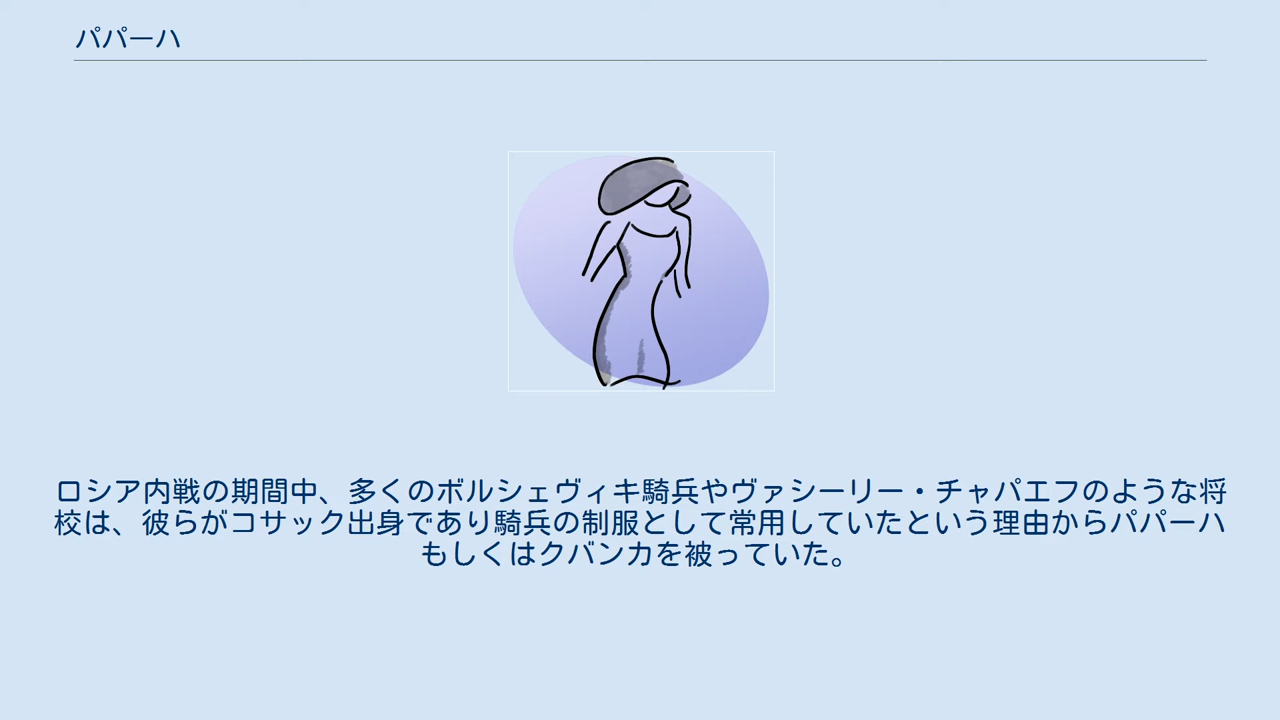 パパーハ
ロシア内戦の期間中、多くのボルシェヴィキ騎兵やヴァシーリー・チャパエフのような将
校は、彼らがコサック出身であり騎兵の制服として常用していたという理由からパパーハ
もしくはクバンカを被っていた。